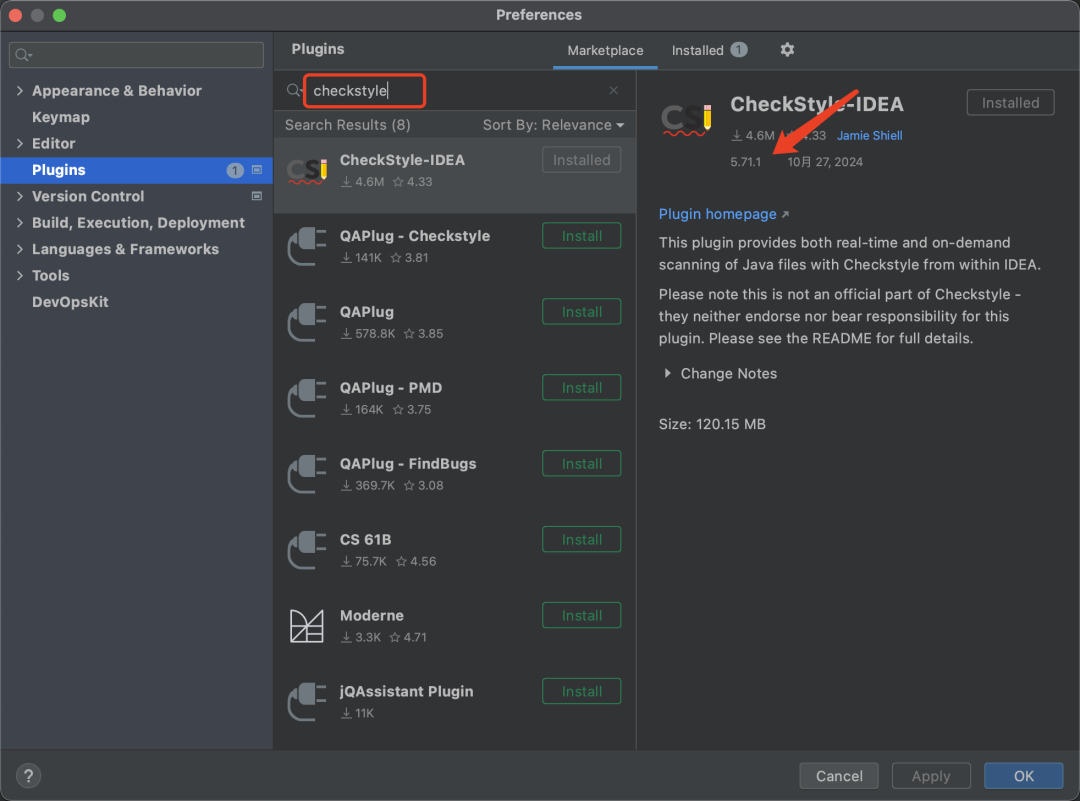 Preferences
Appearance & Behavior
Keymap
Editor
Plugins 1
Version Control
Build, Execution, Deployment
Languages & Frameworks
Tools
DevOpsKit
Plugins
Marketplace
Installed 1
checkstyle
Search Results (8) Sort By: Relevance
CheckStyle-IDEA Installed
4.6M 4.33
QAPlug - Checkstyle Install
141K 3.81
QAPlug Install
578.8K 3.85
QAPlug - PMD Install
164K 3.75
QAPlug - FindBugs Install
369.7K 3.08
CS 61B Install
75.7K 4.56
Moderne Install
3.3K 4.71
jQAssistant Plugin Install
11K
CS
CheckStyle-IDEA Installed
4.6M 4.33 Jamie Shiell
5.71.1 10月 27, 2024
Plugin homepage ↗
This plugin provides both real-time and on-demand
scanning of Java files with Checkstyle from within IDEA.
Please note this is not an official part of Checkstyle -
they neither endorse nor bear responsibility for this
plugin. Please see the README for full details.
Change Notes
Size: 120.15 MB
?
Cancel
Apply
OK